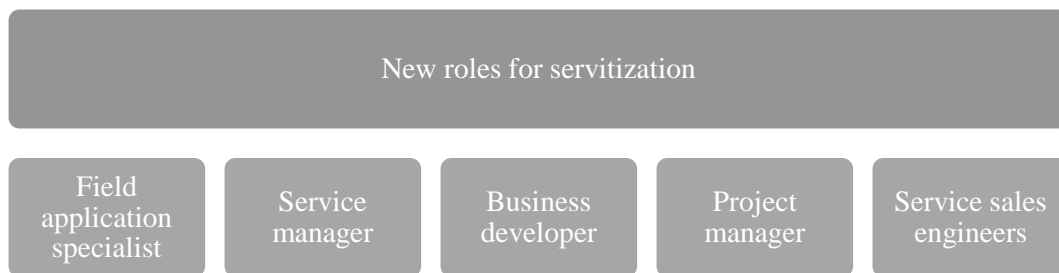 New roles for servitization
Field
application
specialist
Service
manager
Business
developer
Project
manager
Service sales
engineers